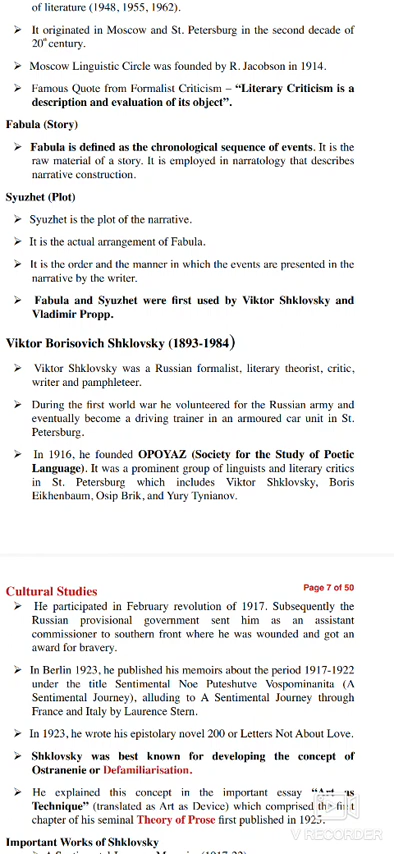 of literature (1948, 1955, 1962).
➢ It originated in Moscow and St. Petersburg in the second decade of
20th century.
➢ Moscow Linguistic Circle was founded by R. Jacobson in 1914.
➢ Famous Quote from Formalist Criticism – “Literary Criticism is a
description and evaluation of its object”.
Fabula (Story)
➢ Fabula is defined as the chronological sequence of events. It is the
raw material of a story. It is employed in narratology that describes
narrative construction.
Syuzhet (Plot)
➢ Syuzhet is the plot of the narrative.
➢ It is the actual arrangement of Fabula.
➢ It is the order and the manner in which the events are presented in the
narrative by the writer.
➢ Fabula and Syuzhet were first used by Viktor Shklovsky and
Vladimir Propp.
Viktor Borisovich Shklovsky (1893-1984)
➢ Viktor Shklovsky was a Russian formalist, literary theorist, critic,
writer and pamphleteer.
➢ During the first world war he volunteered for the Russian army and
eventually become a driving trainer in an armoured car unit in St.
Petersburg.
➢ In 1916, he founded OPOYAZ (Society for the Study of Poetic
Language). It was a prominent group of linguists and literary critics
in St. Petersburg which includes Viktor Shklovsky, Boris
Eikhenbaum, Osip Brik, and Yury Tynianov.
Page 7 of 50
Cultural Studies
➢ He participated in February revolution of 1917. Subsequently the
Russian provisional government sent him as an assistant
commissioner to southern front where he was wounded and got an
award for bravery.
➢ In Berlin 1923, he published his memoirs about the period 1917-1922
under the title Sentimental Noe Puteshutve Vospominanita (A
Sentimental Journey), alluding to A Sentimental Journey through
France and Italy by Laurence Stern.
➢ In 1923, he wrote his epistolary novel 200 or Letters Not About Love.
➢ Shklovsky was best known for developing the concept of
Ostranenie or Defamiliarisation.
➢ He explained this concept in the important essay “Art as
Technique” (translated as Art as Device) which comprised the first
chapter of his seminal Theory of Prose first published in 1925.
V RECORDER
Important Works of Shklovsky